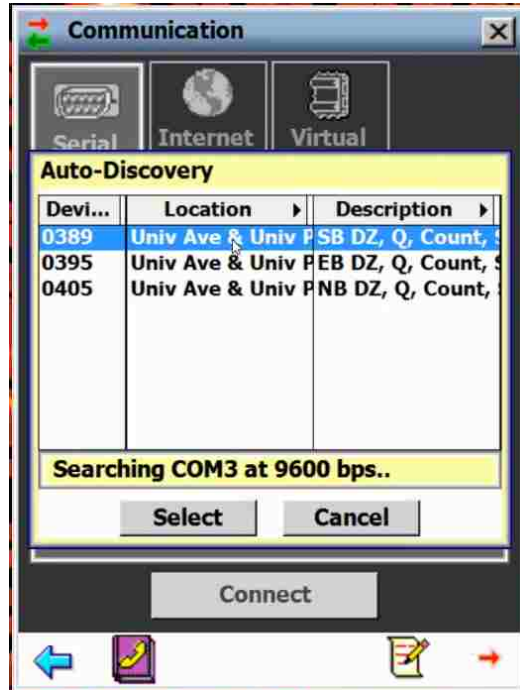 Communication
Serial Internet Virtual
Auto-Discovery
Devi... Location Description
0389 Univ Ave & Univ P SB DZ, Q, Count,
0395 Univ Ave & Univ P EB DZ, Q, Count,
0405 Univ Ave & Univ P NB DZ, Q, Count,
Searching COM3 at 9600 bps..
Select Cancel
Connect